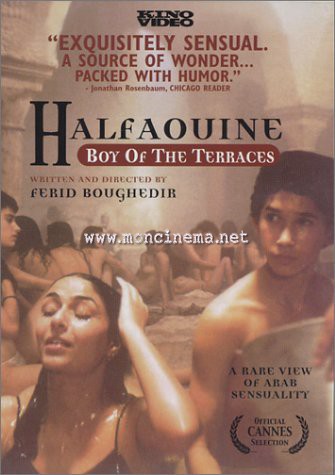 KINO
VIDEO
"EXQUISITELY SENSUAL.
A SOURCE OF WONDER...
PACKED WITH HUMOR."
- Jonathan Rosenbaum, CHICAGO READER
HALFAOUINE
BOY OF THE TERRACES
WRITTEN AND DIRECTED BY
FERID BOUGHEDIR
www.moncinema.net
A RARE VIEW
OF ARAB
SENSUALITY
OFFICIAL
CANNES
SELECTION